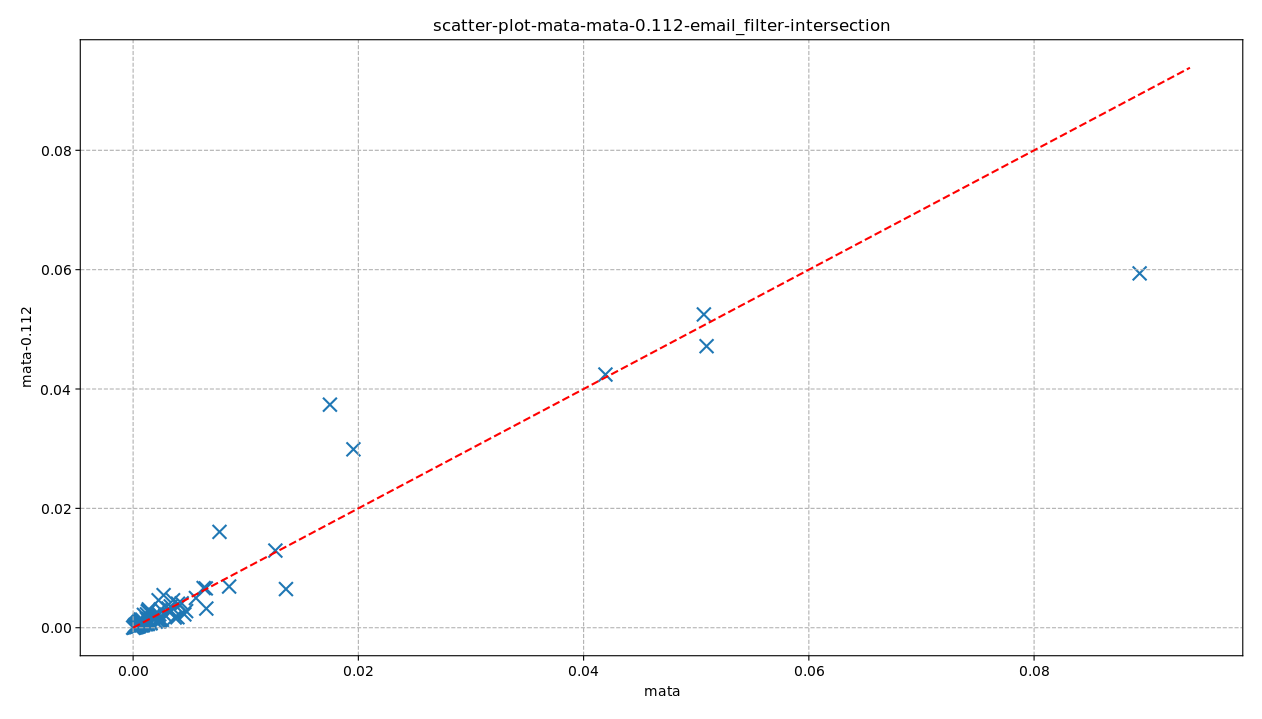 scatter-plot-mata-mata-0.112-email_filter-intersection
mata-0.112
0.08
0.06
0.04
0.02
0.00
0.00 0.02 0.04 0.06 0.08
mata